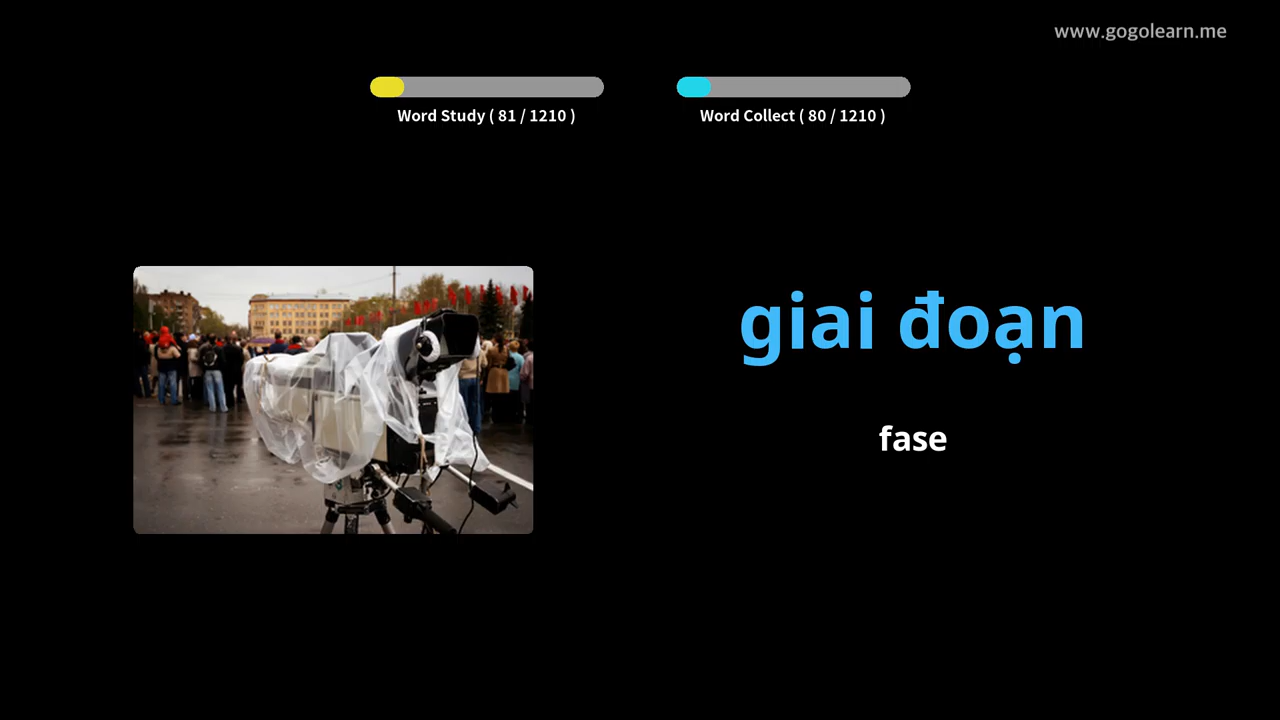 www.gogolearn.me
Word Study ( 81 / 1210 )
Word Collect ( 80 / 1210 )
giai đoạn
fase